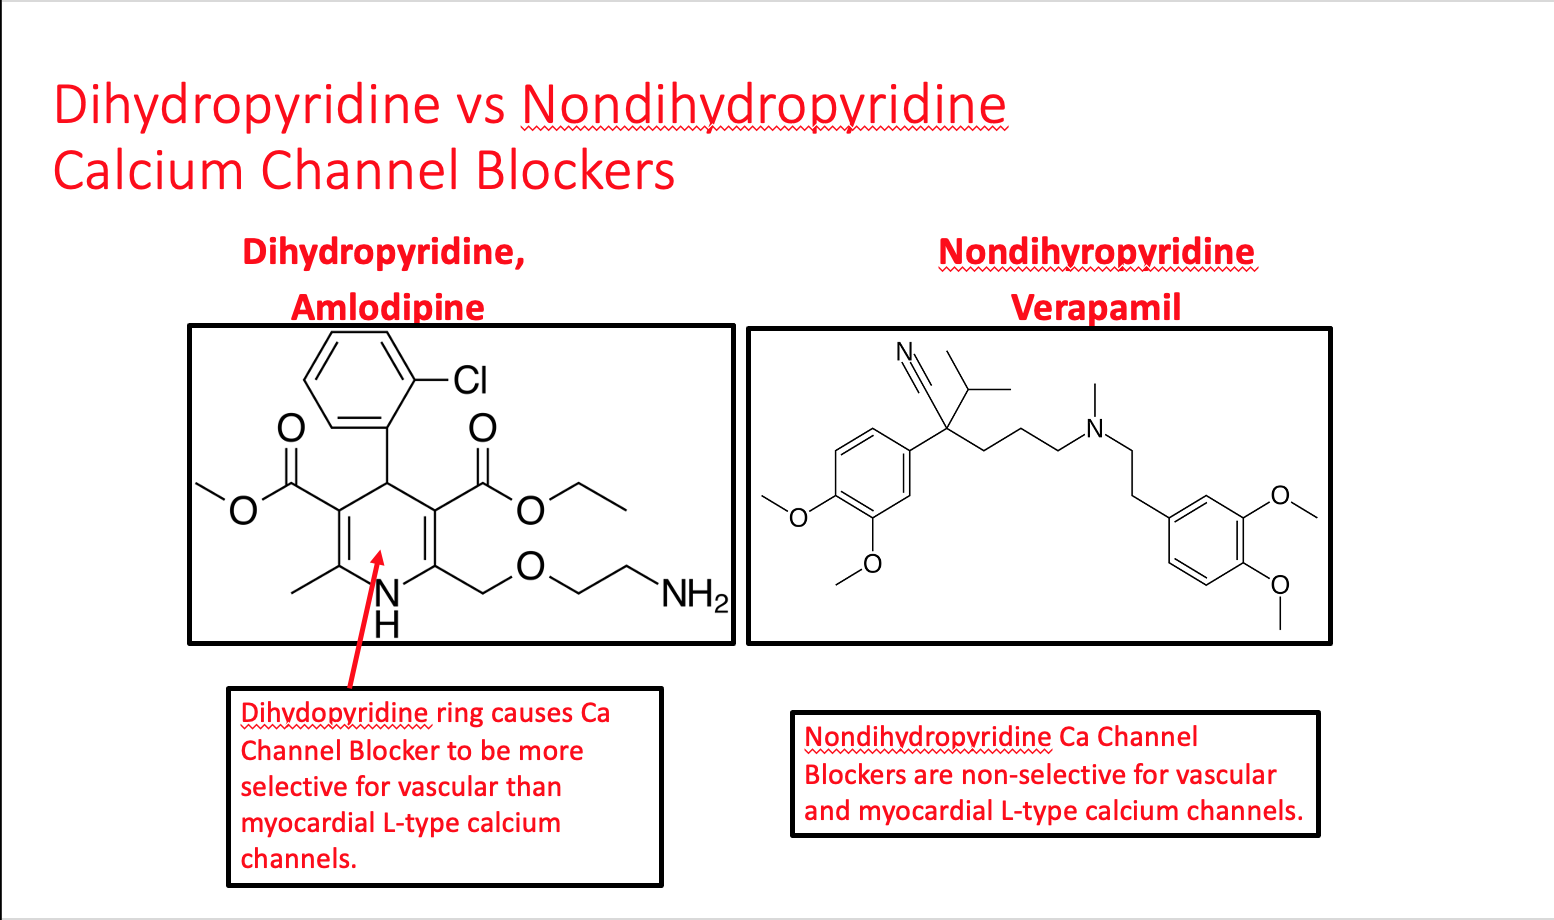 Dihydropyridine vs Nondihydropyridine
Calcium Channel Blockers
Dihydropyridine,
Amlodipine
Nondihyropyridine
Verapamil
Cl
O
O
O
O
O
N
H
NH2
N
N
O
O
O
O
Dihydopyridine ring causes Ca
Channel Blocker to be more
selective for vascular than
myocardial L-type calcium
channels.
Nondihydropyridine Ca Channel
Blockers are non-selective for vascular
and myocardial L-type calcium channels.